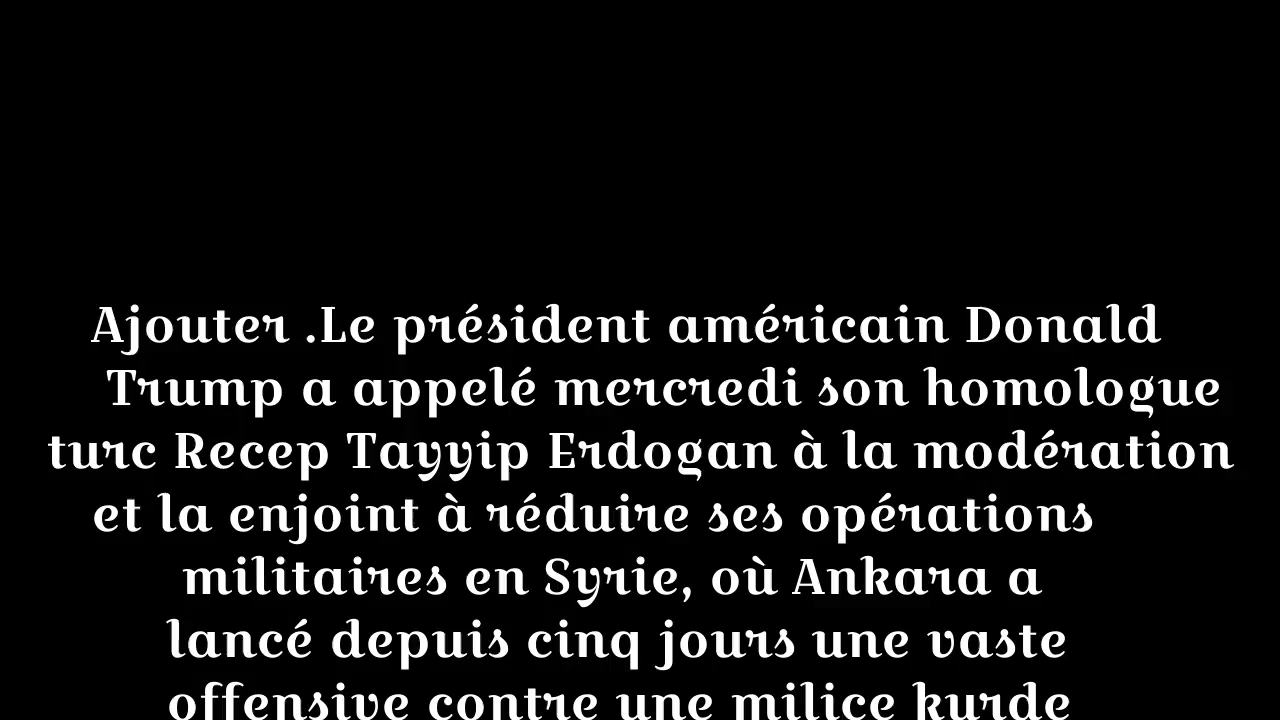 Ajouter .Le président américain Donald
Trump a appelé mercredi son homologue
turc Recep Tayyip Erdogan à la modération
et la enjoint à réduire ses opérations
militaires en Syrie, où Ankara a
lancé depuis cinq jours une vaste
offensive contre une milice kurde